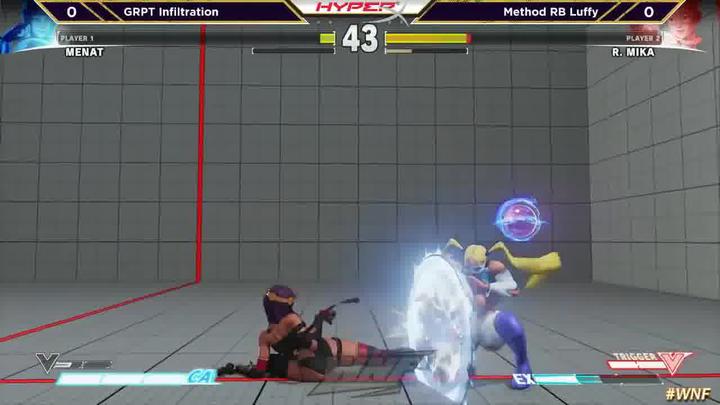 0 GRPT Infiltration HYPER Method RB Luffy 0
PLAYER 1 43 PLAYER 2
MENAT R. MIKA
V TRIGGER V
CA EX
#WNF